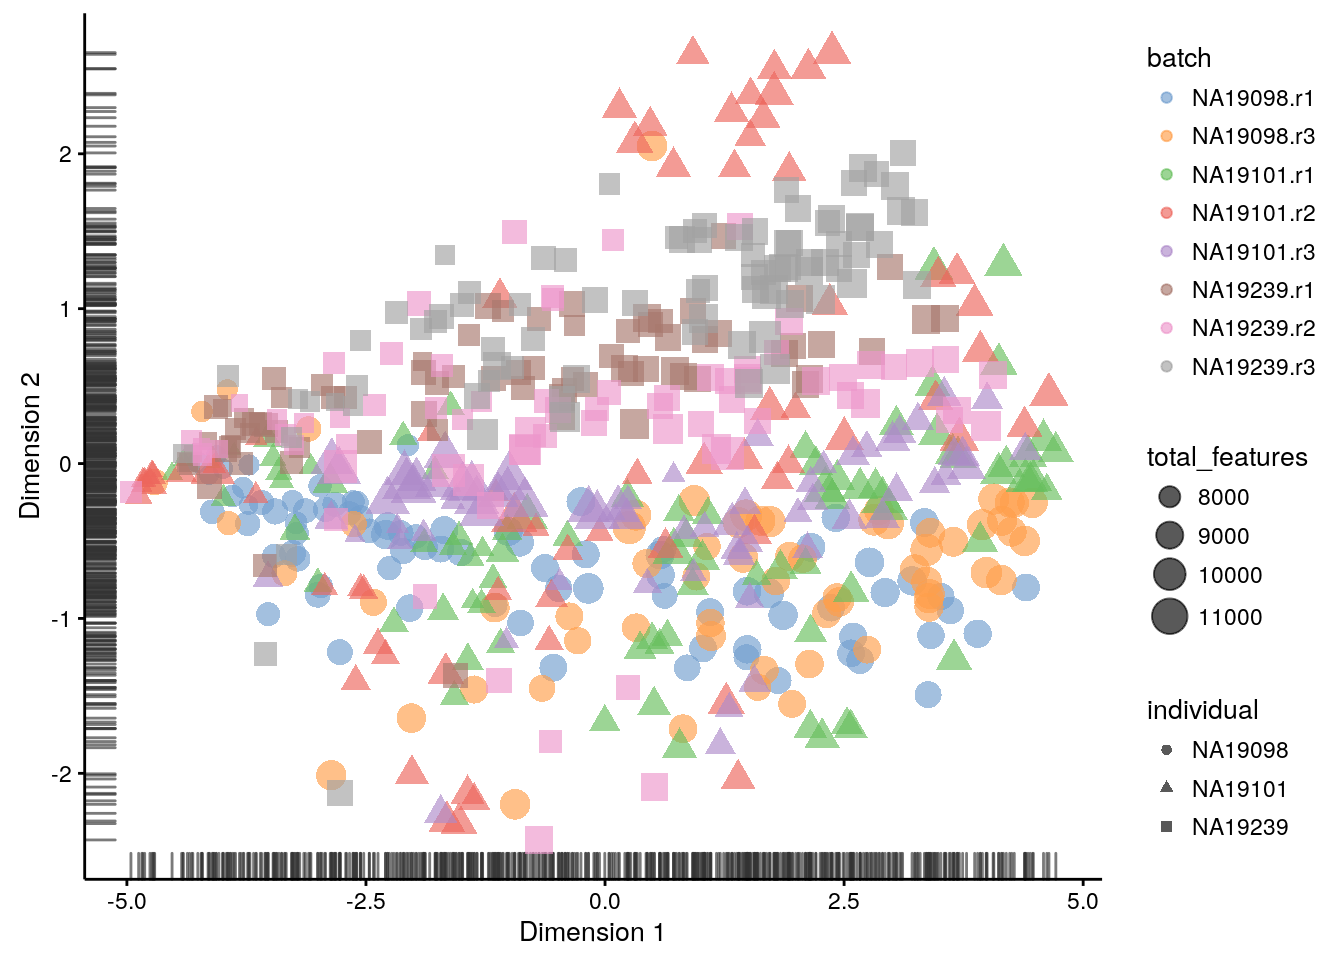 2
1
0
-1
-2
Dimension 2
-5.0
-2.5
0.0
2.5
5.0
Dimension 1
batch
NA19098.r1
NA19098.r3
NA19101.r1
NA19101.r2
NA19101.r3
NA19239.r1
NA19239.r2
NA19239.r3
total_features
8000
9000
10000
11000
individual
NA19098
NA19101
NA19239